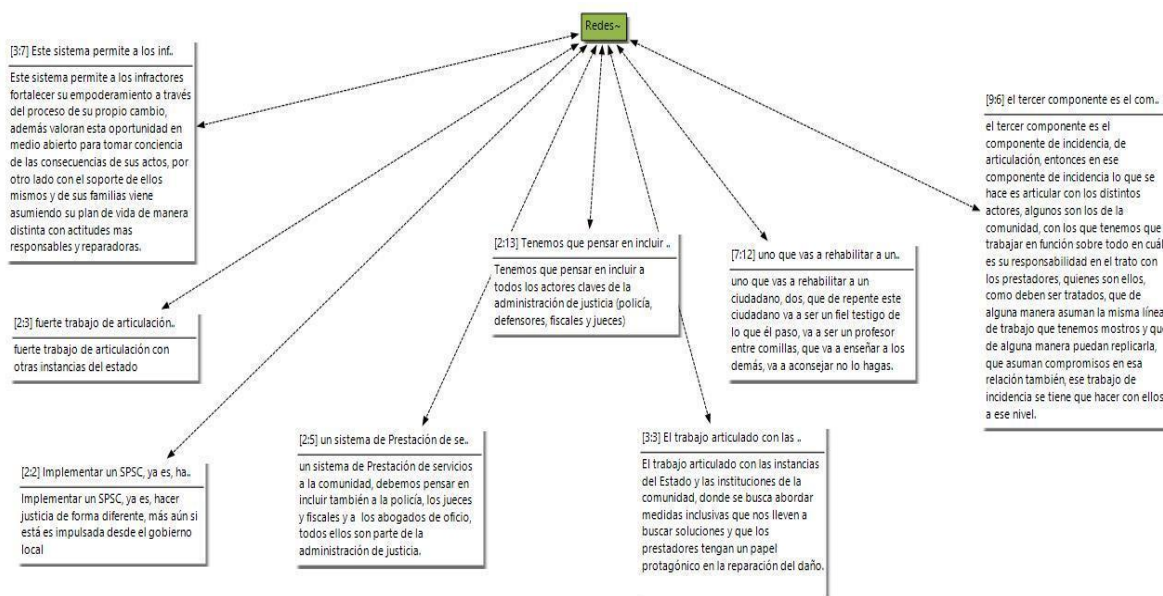 Redes~
[3:7] Este sistema permite a los inf..
Este sistema permite a los infractores
fortalecer su empoderamiento a través
del proceso de su propio cambio,
además valoran esta oportunidad en
medio abierto para tomar conciencia
de las consecuencias de sus actos, por
otro lado con el soporte de ellos
mismos y de sus familias viene
asumiendo su plan de vida de manera
distinta con actitudes mas
responsables y reparadoras.
[9:6] el tercer componente es el com..
el tercer componente es el
componente de incidencia, de
articulación, entonces en ese
componente de incidencia lo que se
hace es articular con los distintos
actores, algunos son los de la
comunidad, con los que tenemos que
trabajar en función sobre todo en cuál
es su responsabilidad en el trato con
los prestadores, quienes son ellos,
como deben ser tratados, que de
alguna manera asuman la misma línea
de trabajo que tenemos mostros y que
de alguna manera puedan replicarla,
que asuman compromisos en esa
relación también, ese trabajo de
incidencia se tiene que hacer con ellos
a ese nivel.
[2:13] Tenemos que pensar en incluir ..
Tenemos que pensar en incluir a
todos los actores claves de la
administración de justicia (policía,
defensores, fiscales y jueces)
[7:12] uno que vas a rehabilitar a un..
uno que vas a rehabilitar a un
ciudadano, dos, que de repente este
ciudadano va a ser un fiel testigo de
lo que él paso, va a ser un profesor
entre comillas, que va a enseñar a los
demás, va a aconsejar no lo hagas.
[2:3] fuerte trabajo de articulación..
fuerte trabajo de articulación con
otras instancias del estado
[2:2] Implementar un SPSC, ya es, ha..
Implementar un SPSC, ya es, hacer
justicia de forma diferente, más aún si
está es impulsada desde el gobierno
local
[2:5] un sistema de Prestación de se..
un sistema de Prestación de servicios
a la comunidad, debemos pensar en
incluir también a la policía, los jueces
y fiscales y a los abogados de oficio,
todos ellos son parte de la
administración de justicia.
[3:3] El trabajo articulado con las ..
El trabajo articulado con las instancias
del Estado y las instituciones de la
comunidad, donde se busca abordar
medidas inclusivas que nos lleven a
buscar soluciones y que los
prestadores tengan un papel
protagónico en la reparación del daño.